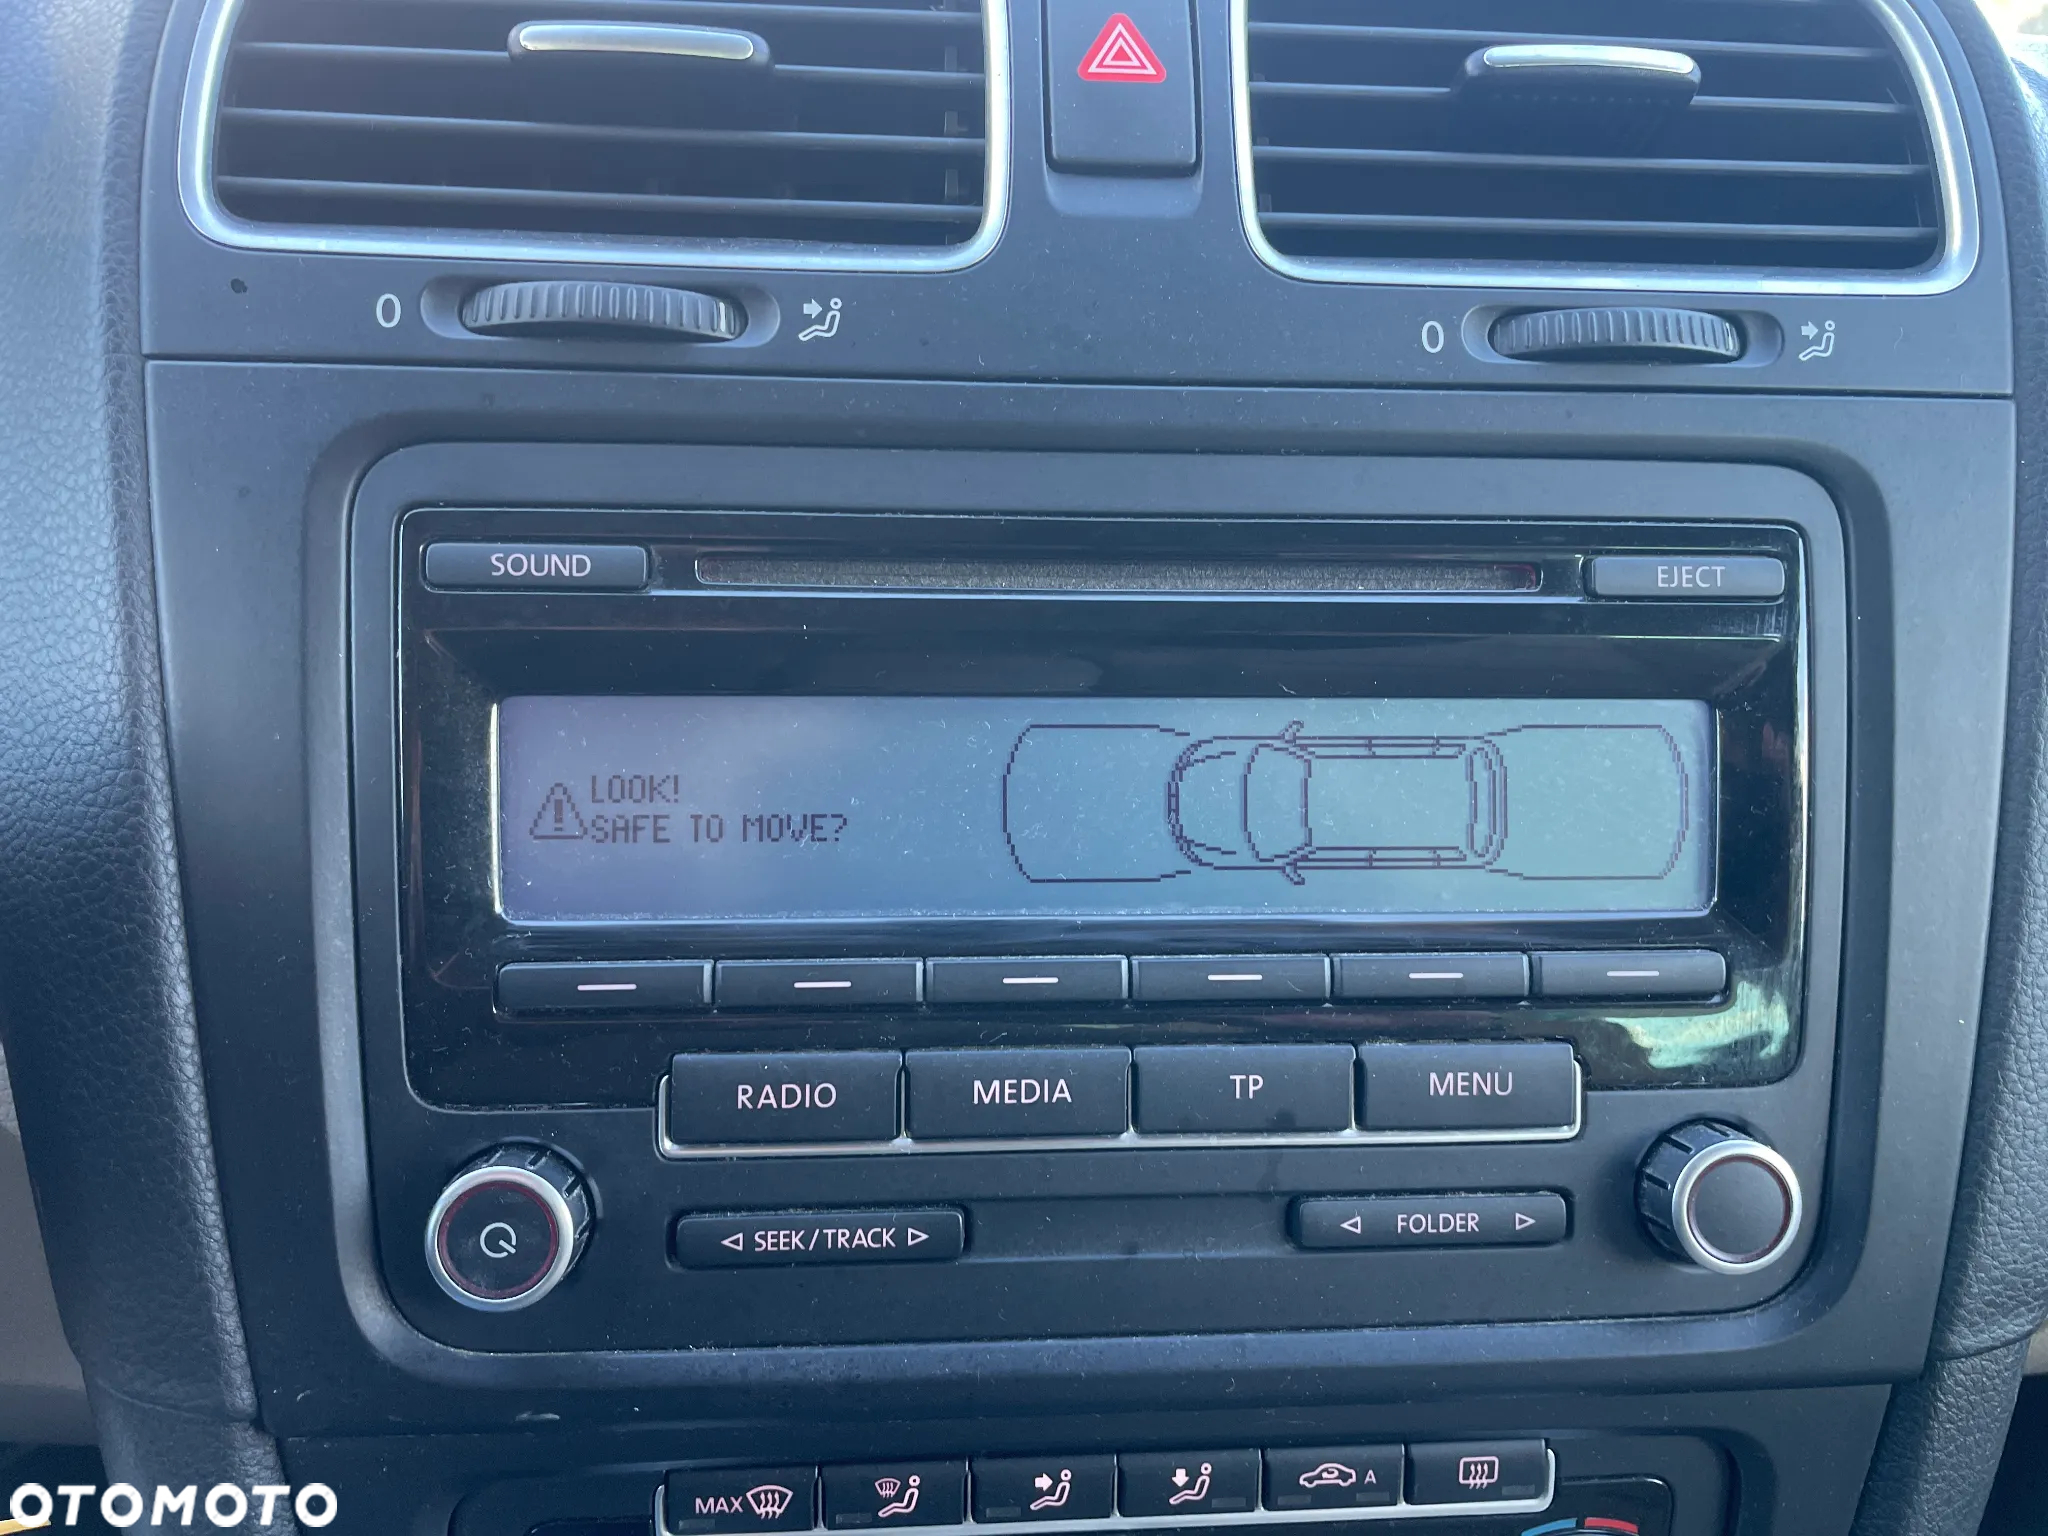 0
0
SOUND
EJECT
LOOK!
SAFE TO MOVE?
RADIO
MEDIA
TP
MENU
SEEK/TRACK
FOLDER
MAX
A
OTOMOTO